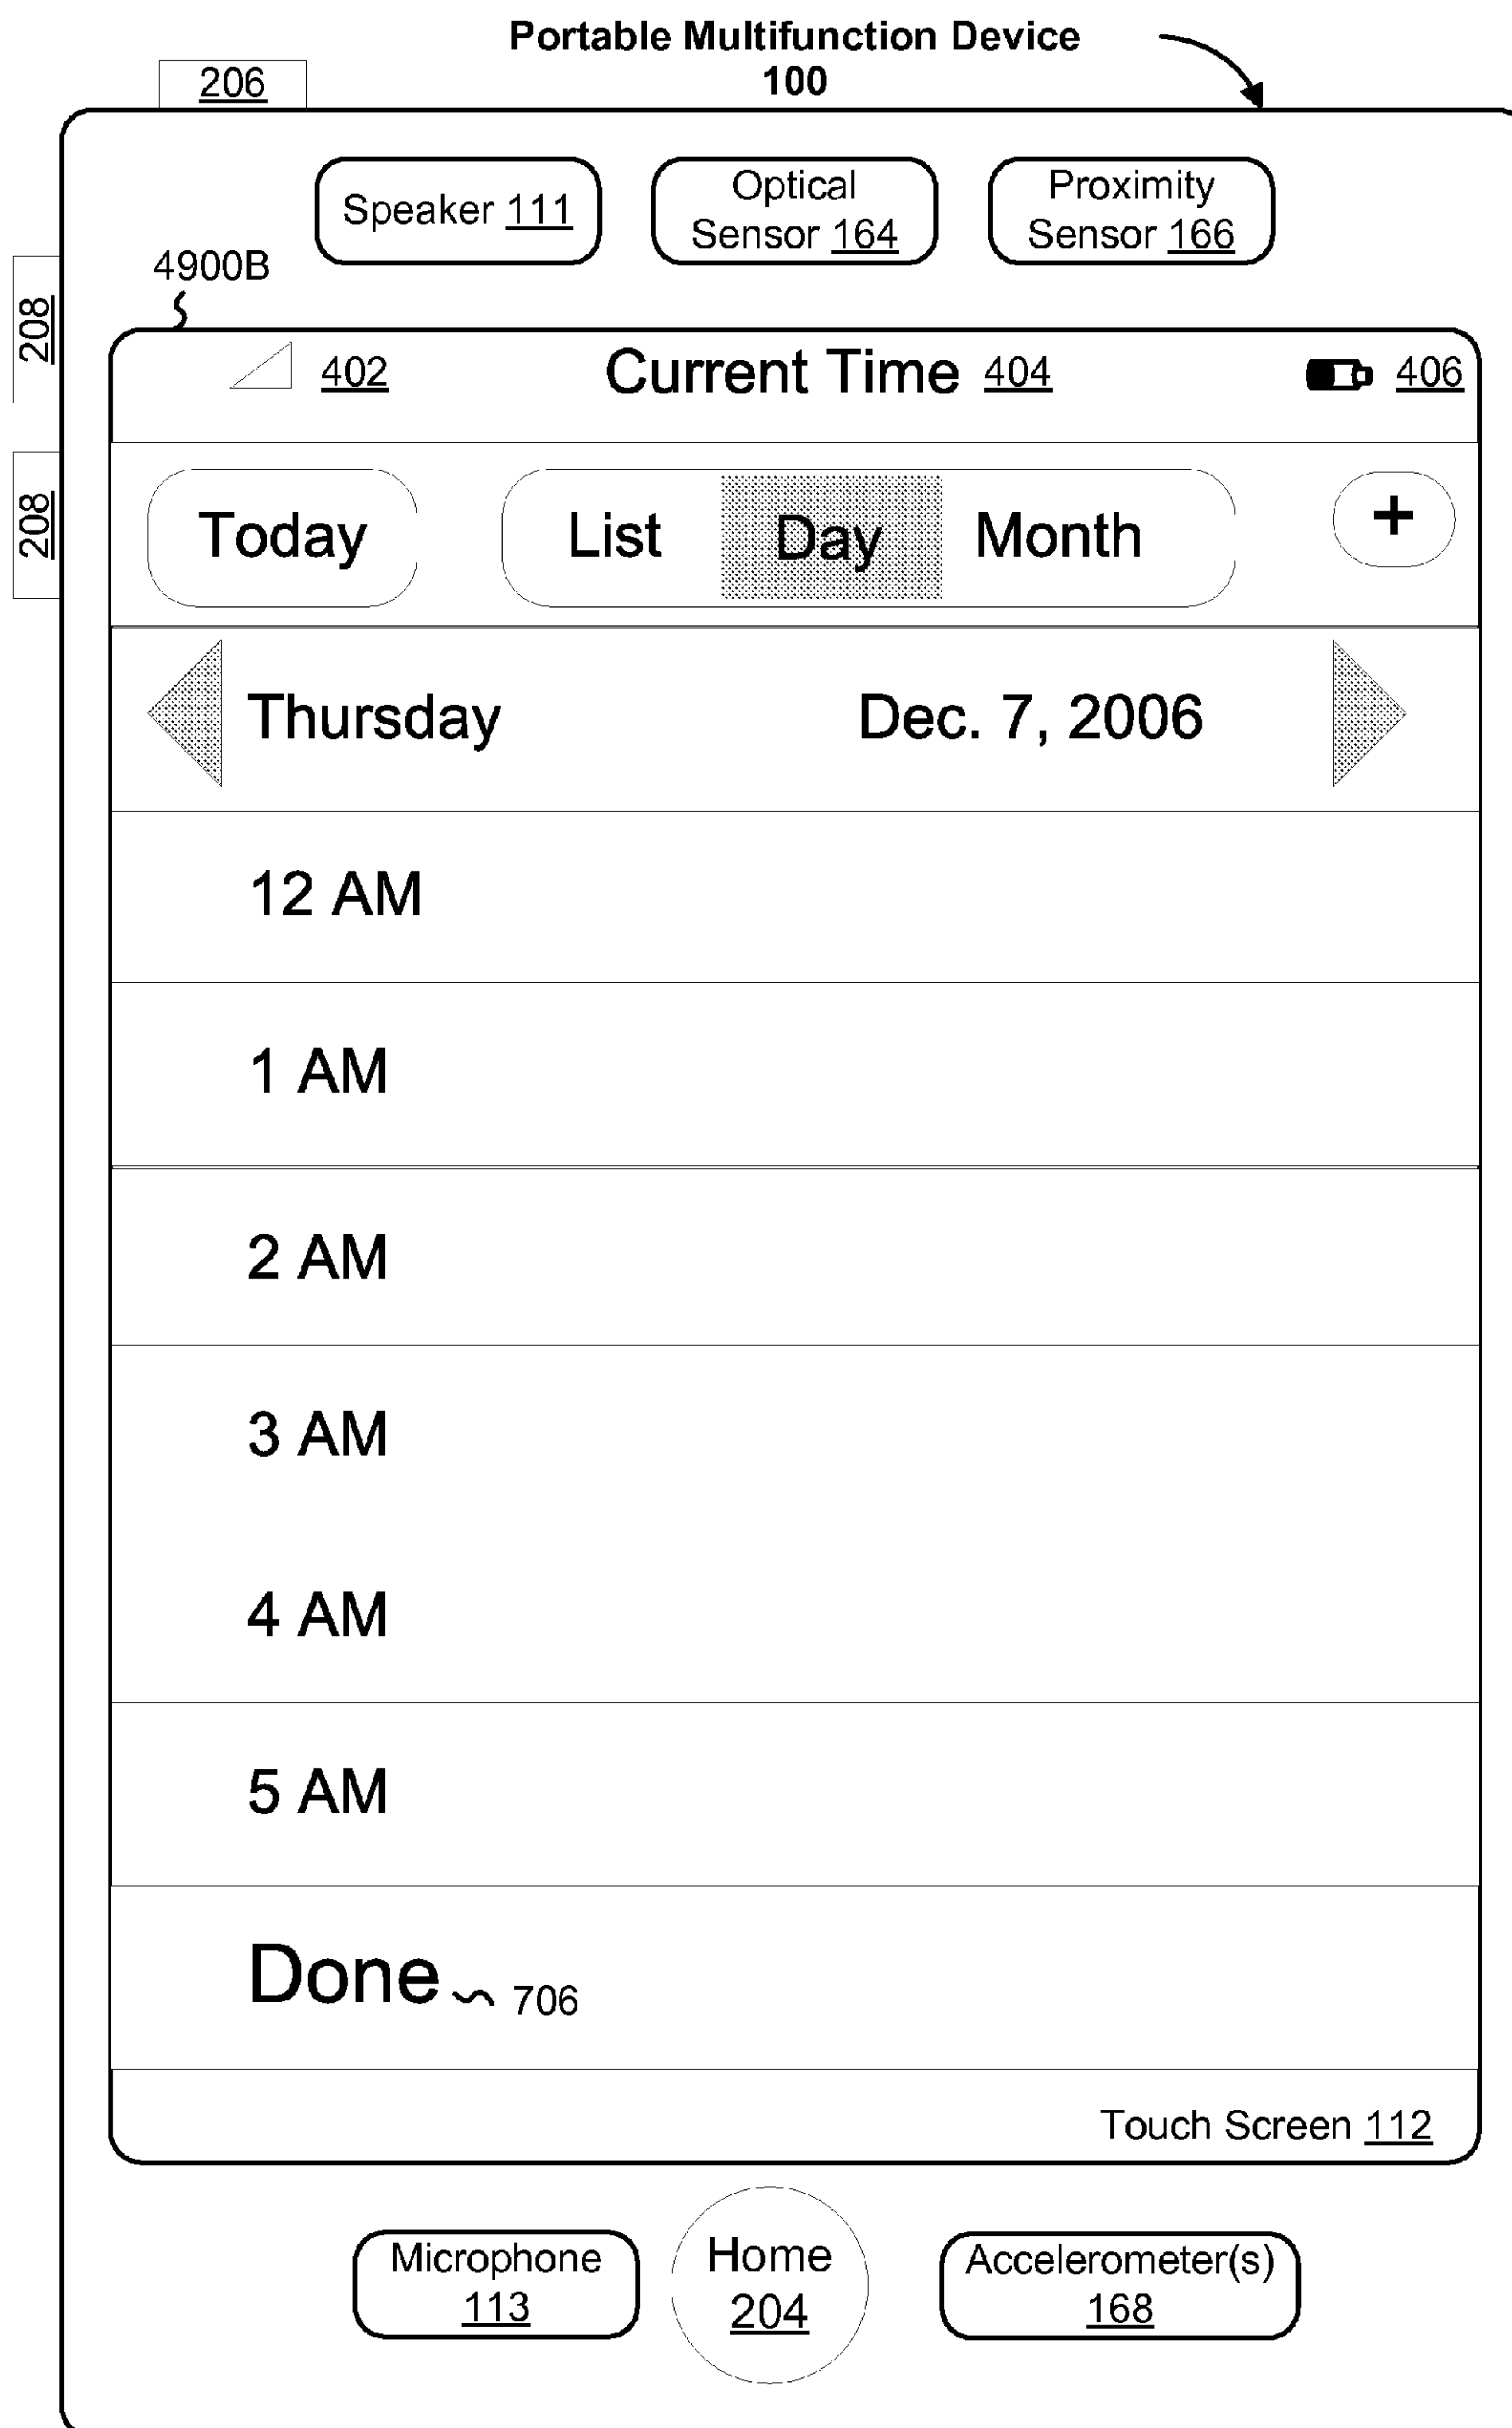 Portable Multifunction Device
100
206
Speaker 111
Optical
Sensor 164
Proximity
Sensor 166
4900B
208
208
402
Current Time 404
406
Today
List
Day
Month
+
Thursday
Dec. 7, 2006
12 AM
1 AM
2 AM
3 AM
4 AM
5 AM
Done 706
Touch Screen 112
Microphone
113
Home
204
Accelerometer(s)
168